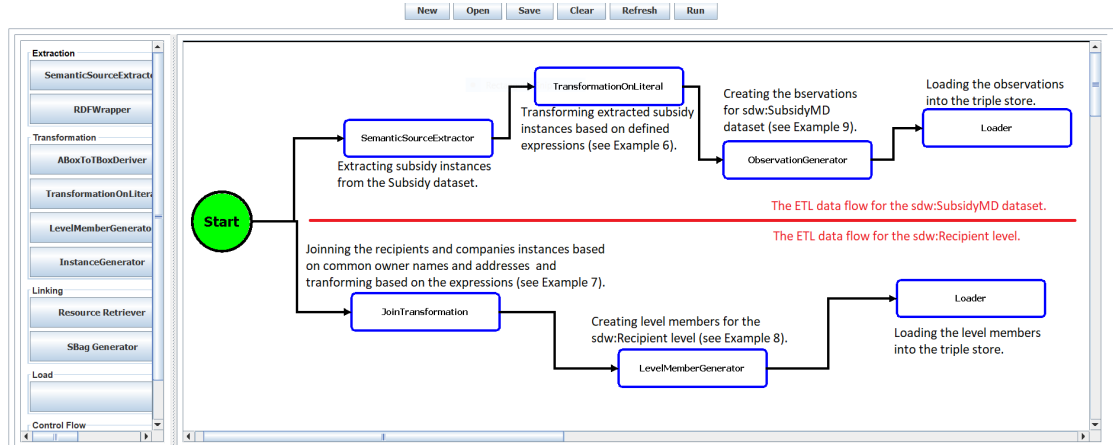 New Open Save Clear Refresh Run
Extraction
SemanticSourceExtracto
RDFWrapper
Transformation
ABoxToTBoxDeriver
TransformationOnLitera
LevelMemberGenerato
InstanceGenerator
Linking
Resource Retriever
SBag Generator
Load
Control Flow
Start
SemanticSourceExtractor
Extracting subsidy instances
from the Subsidy dataset.
TransformationOnLiteral
Transforming extracted subsidy
instances based on defined
expressions (see Example 6).
Creating the bservations
for sdw:SubsidyMD
dataset (see Example 9).
ObservationGenerator
Loading the observations
into the triple store.
Loader
The ETL data flow for the sdw:SubsidyMD dataset.
The ETL data flow for the sdw:Recipient level.
Joinning the recipients and companies instances based
on common owner names and addresses and
tranforming based on the expressions (see Example 7).
JoinTransformation
Creating level members for the
sdw:Recipient level (see Example 8).
LevelMemberGenerator
Loader
Loading the level members
into the triple store.